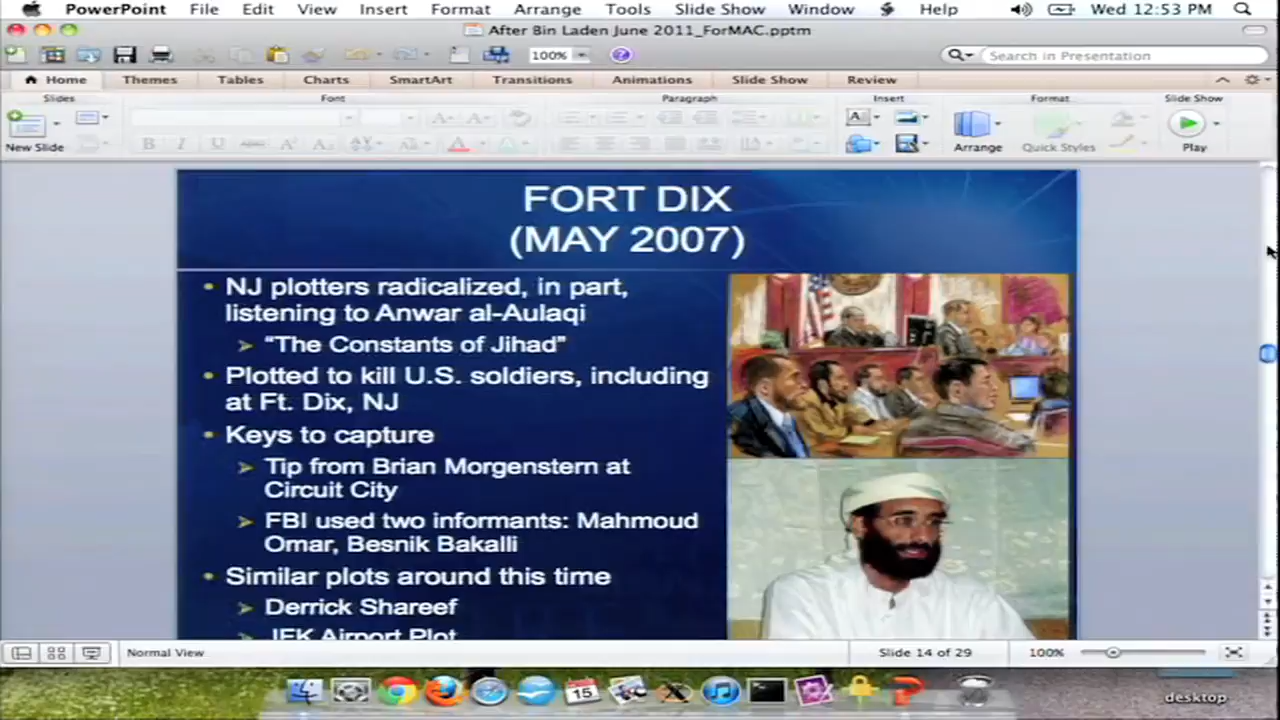 PowerPoint File Edit View Insert Format Arrange Tools Slide Show Window Help Wed 12:53 PM
After Bin Laden June 2011_ForMAC.pptm
100% Search in Presentation
Home Themes Tables Charts SmartArt Transitions Animations Slide Show Review
Slides Font Paragraph Insert Format Slide Show
New Slide Arrange Quick Styles Play
FORT DIX
(MAY 2007)
• NJ plotters radicalized, in part,
listening to Anwar al-Aulaqi
➢ “The Constants of Jihad”
• Plotted to kill U.S. soldiers, including
at Ft. Dix, NJ
• Keys to capture
➢ Tip from Brian Morgenstern at
Circuit City
➢ FBI used two informants: Mahmoud
Omar, Besnik Bakalli
• Similar plots around this time
➢ Derrick Shareef
➢ JFK Airport Plot
Normal View Slide 14 of 29 100%
15
desktop